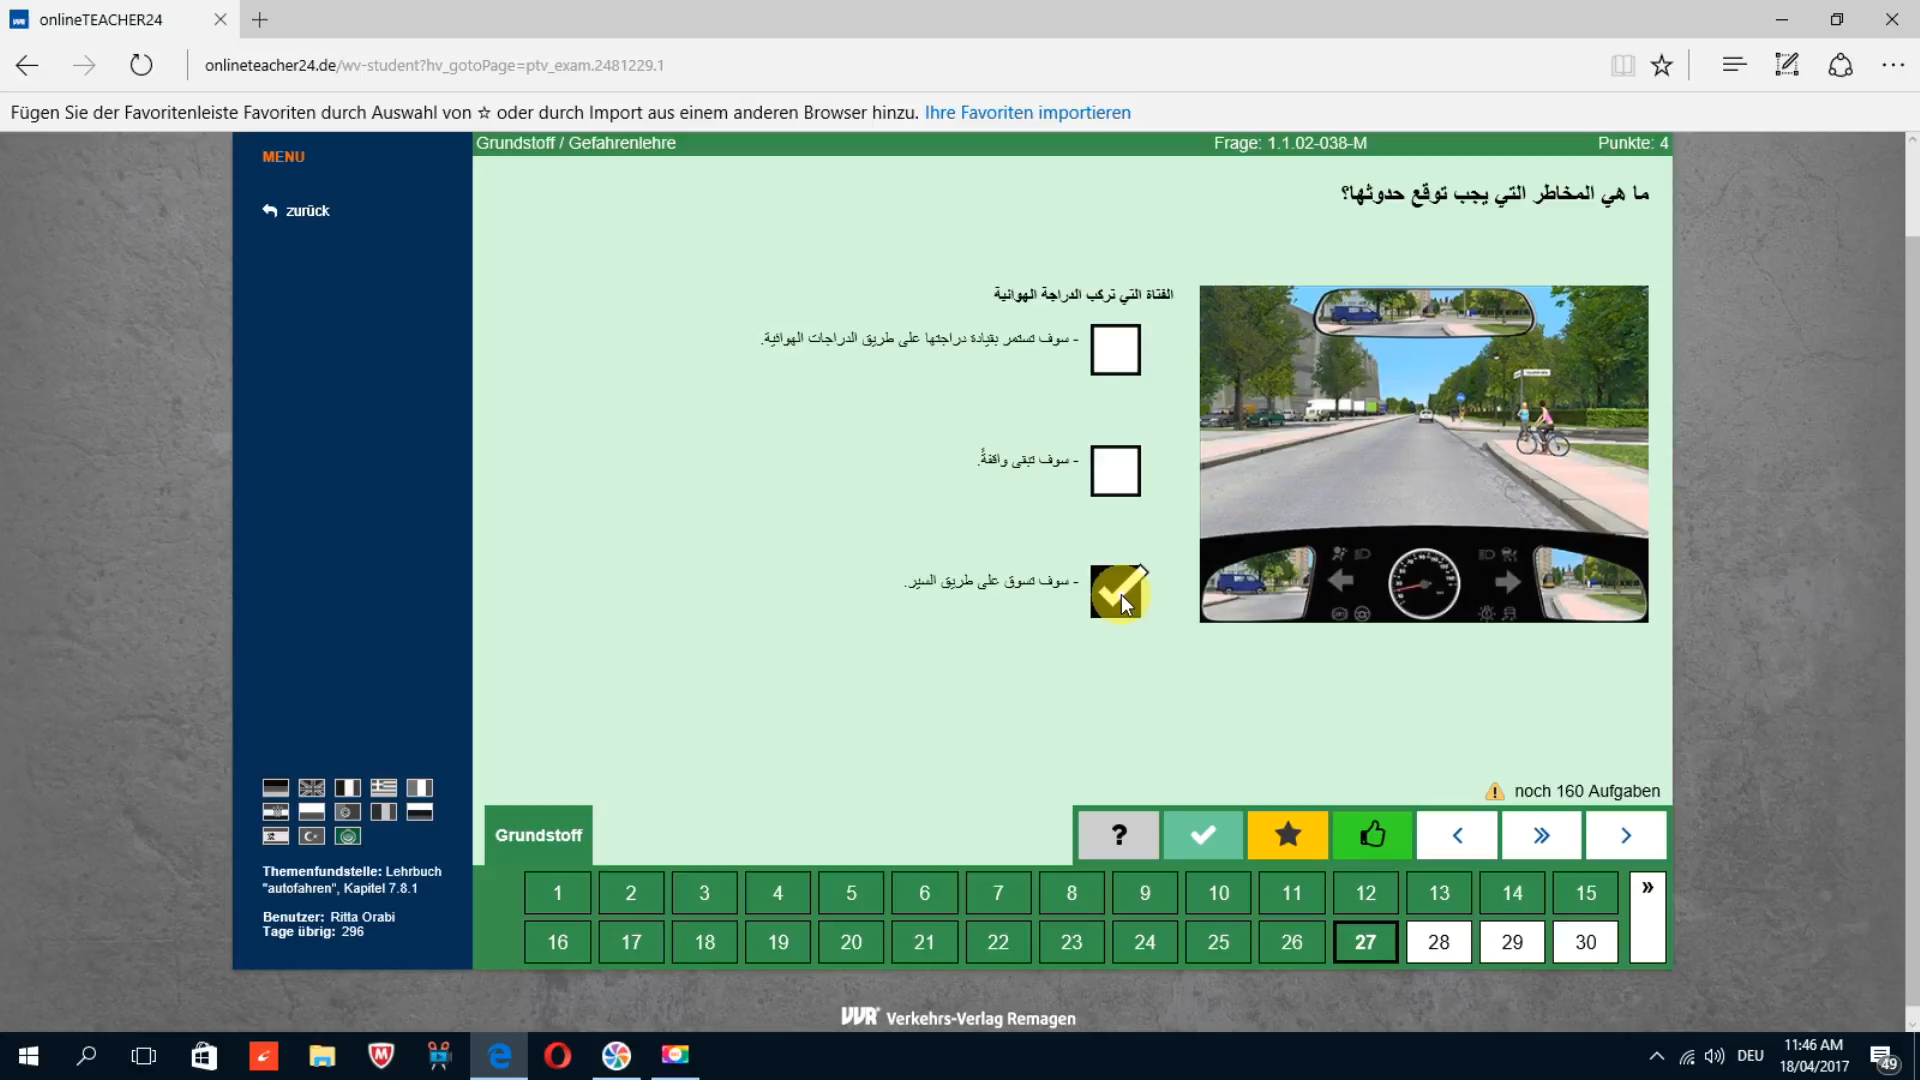 onlineTEACHER24
onlineteacher24.de/wv-student?hv_gotoPage=ptv_exam.2481229.1
Fügen Sie der Favoritenleiste Favoriten durch Auswahl von ☆ oder durch Import aus einem anderen Browser hinzu. Ihre Favoriten importieren
MENU
zurück
Grundstoff / Gefahrenlehre
Frage: 1.1.02-038-M
Punkte: 4
ما هي المخاطر التي يجب توقع حدوثها؟
الفتاة التي تركب الدراجة الهوائية
- سوف تستمر بقيادة دراجتها على طريق الدراجات الهوائية.
- سوف تبقى واقفةً.
- سوف تسوق على طريق السير.
noch 160 Aufgaben
Grundstoff
?
1 2 3 4 5 6 7 8 9 10 11 12 13 14 15 »
16 17 18 19 20 21 22 23 24 25 26 27 28 29 30
Themenfundstelle: Lehrbuch
"autofahren", Kapitel 7.8.1
Benutzer: Ritta Orabi
Tage übrig: 296
VVR Verkehrs-Verlag Remagen
DEU
11:46 AM
18/04/2017
49